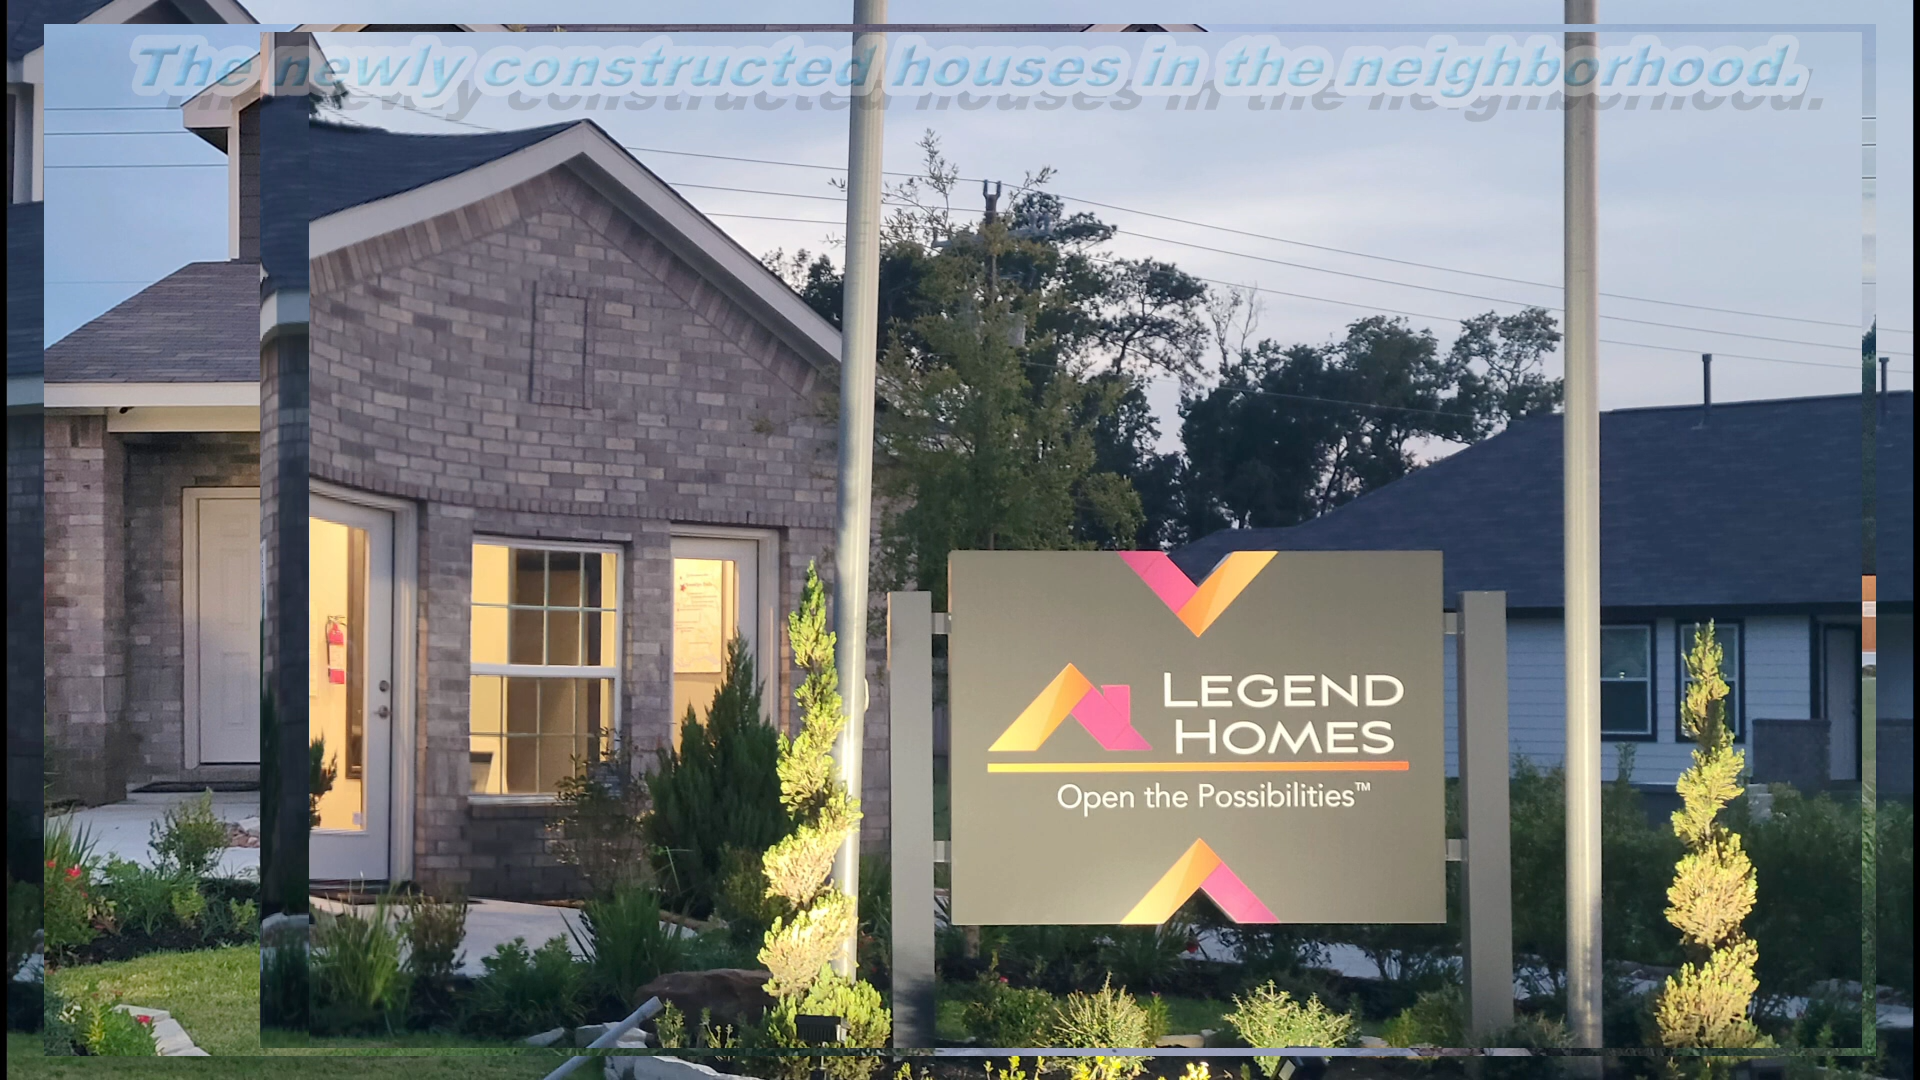 The newly constructed houses in the neighborhood.
LEGEND
HOMES
Open the Possibilities™